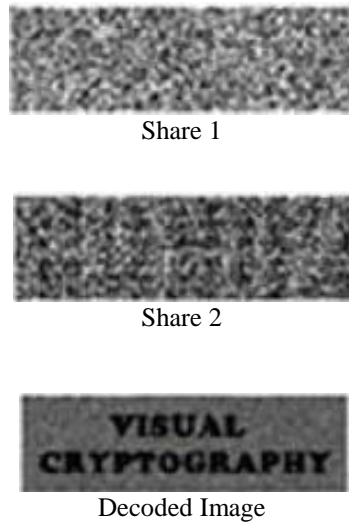 Share 1
Share 2
VISUAL
CRYPTOGRAPHY
Decoded Image